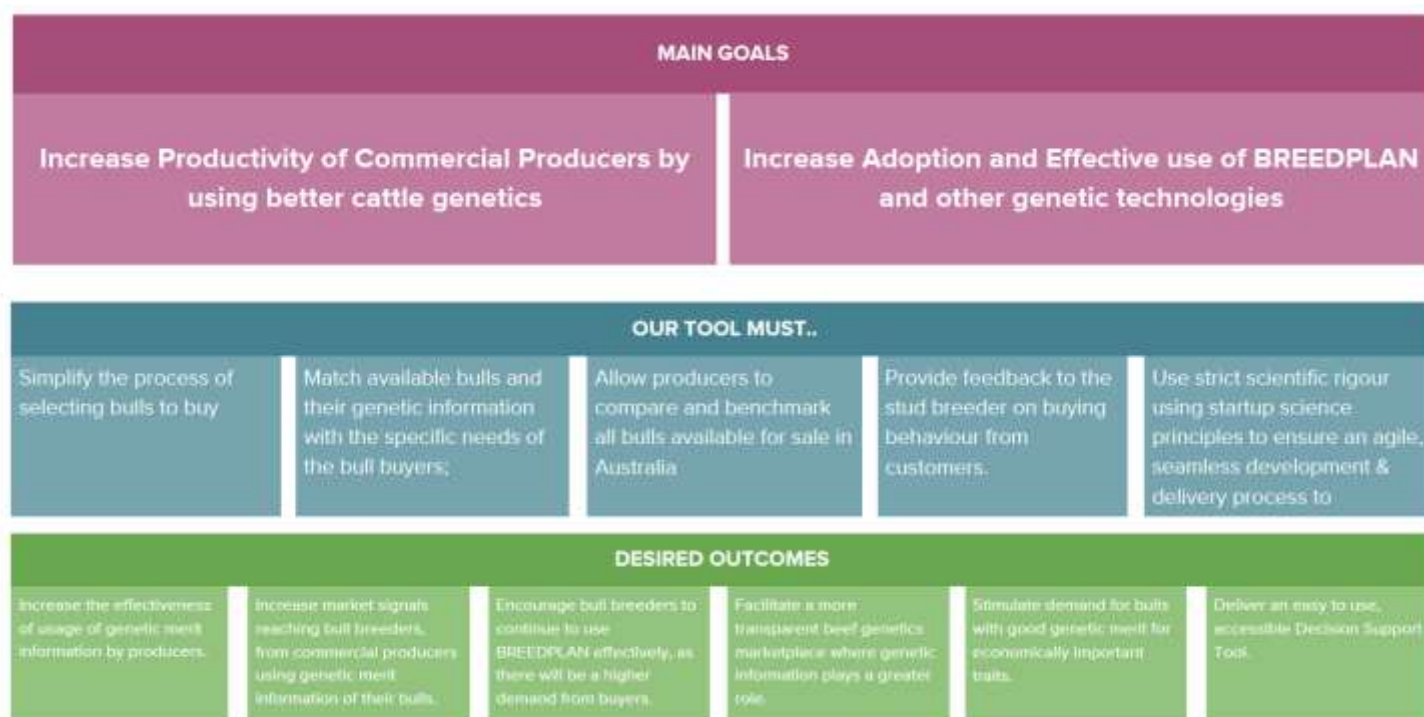 MAIN GOALS
Increase Productivity of Commercial Producers by
using better cattle genetics
Increase Adoption and Effective use of BREEDPLAN
and other genetic technologies
OUR TOOL MUST..
Simplify the process of
selecting bulls to buy
Match available bulls and
their genetic information
with the specific needs of
the bull buyers;
Allow producers to
compare and benchmark
all bulls available for sale in
Australia
Provide feedback to the
stud breeder on buying
behaviour from
customers.
Use strict scientific rigour
using startup science
principles to ensure an agile,
seamless development &
delivery process to
DESIRED OUTCOMES
Increase the effectiveness
of usage of genetic merit
information by producers.
Increase market signals
reaching bull breeders,
from commercial producers
using genetic merit
information of their bulls.
Encourage bull breeders to
continue to use
BREEDPLAN effectively, as
there will be a higher
demand from buyers.
Facilitate a more
transparent beef genetics
marketplace where genetic
information plays a greater
role.
Stimulate demand for bulls
with good genetic merit for
economically important
traits.
Deliver an easy to use,
accessible Decision Support
Tool.